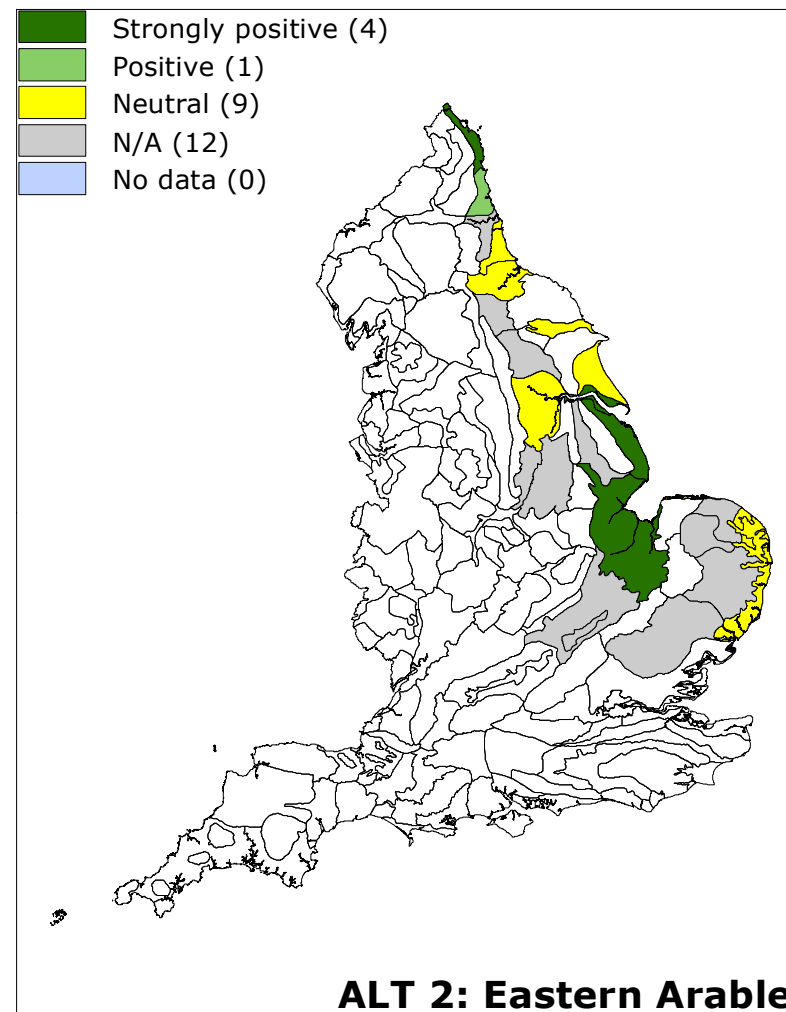 Strongly positive (4)
Positive (1)
Neutral (9)
N/A (12)
No data (0)
ALT 2: Eastern Arable